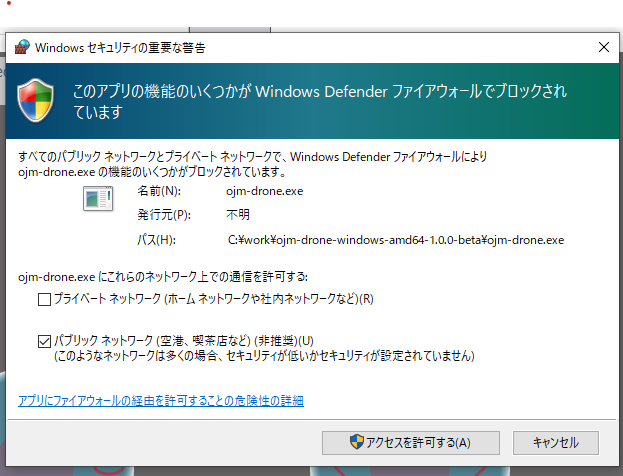 Windows セキュリティの重要な警告
このアプリの機能のいくつかが Windows Defender ファイアウォールでブロックされ
ています
すべてのパブリック ネットワークとプライベート ネットワークで、Windows Defender ファイアウォールにより
ojm-drone.exe の機能のいくつかがブロックされています。
名前(N): ojm-drone.exe
発行元(P): 不明
パス(H): C:¥work¥ojm-drone-windows-amd64-1.0.0-beta¥ojm-drone.exe
ojm-drone.exe にこれらのネットワーク上での通信を許可する:
プライベート ネットワーク (ホーム ネットワークや社内ネットワークなど)(R)
パブリック ネットワーク (空港、喫茶店など) (非推奨)(U)
(このようなネットワークは多くの場合、セキュリティが低いかセキュリティが設定されていません)
アプリにファイアウォールの経由を許可することの危険性の詳細
アクセスを許可する(A) キャンセル